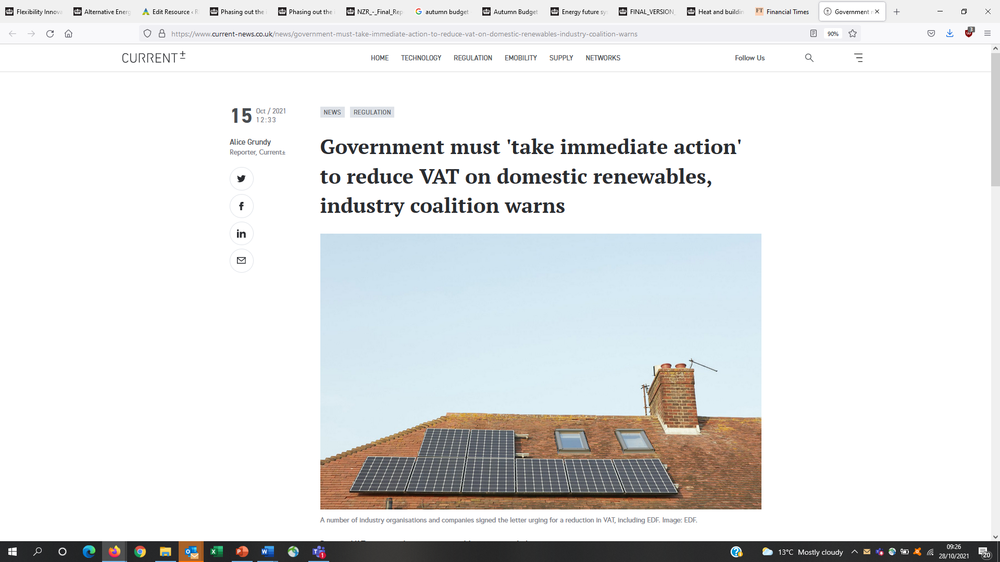 Flexibility Innova
Alternative Energ
Edit Resource ‹ R
Phasing out the i
Phasing out the i
NZR_-_Final_Rep
autumn budget
Autumn Budget
Energy future sys
FINAL_VERSION_
Heat and buildin
FT Financial Times
Government n
https://www.current-news.co.uk/news/government-must-take-immediate-action-to-reduce-vat-on-domestic-renewables-industry-coalition-warns
90%
3
CURRENT±
HOME TECHNOLOGY REGULATION EMOBILITY SUPPLY NETWORKS
Follow Us
15 Oct / 2021
12:33
Alice Grundy
Reporter, Current±
NEWS REGULATION
Government must 'take immediate action'
to reduce VAT on domestic renewables,
industry coalition warns
A number of industry organisations and companies signed the letter urging for a reduction in VAT, including EDF. Image: EDF.
13°C Mostly cloudy
09:26
28/10/2021
20
1